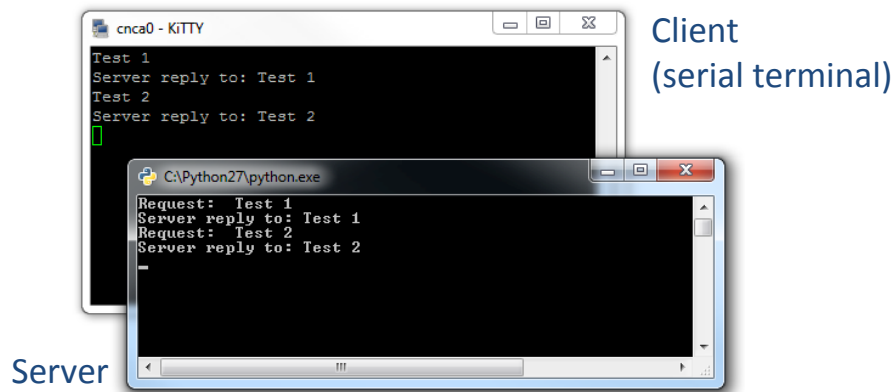 cnca0 - KiTTY
Test 1
Server reply to: Test 1
Test 2
Server reply to: Test 2
Client
(serial terminal)
C:\Python27\python.exe
Request:  Test 1
Server reply to: Test 1
Request:  Test 2
Server reply to: Test 2
Server